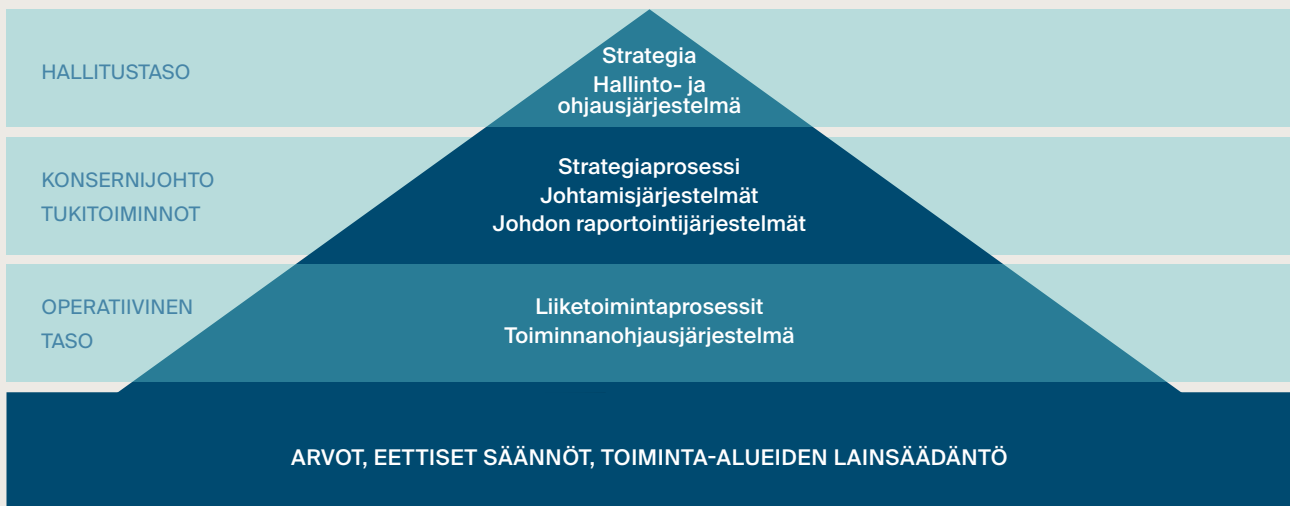 HALLITUSTASO
Strategia
Hallinto- ja
ohjausjärjestelmä
KONSERNIJOHTO
TUKITOIMINNOT
Strategiaprosessi
Johtamisjärjestelmät
Johdon raportointijärjestelmät
OPERATIIVINEN
TASO
Liiketoimintaprosessit
Toiminnanohjausjärjestelmä
ARVOT, EETTISET SÄÄNNÖT, TOIMINTA-ALUEIDEN LAINSÄÄDÄNTÖ